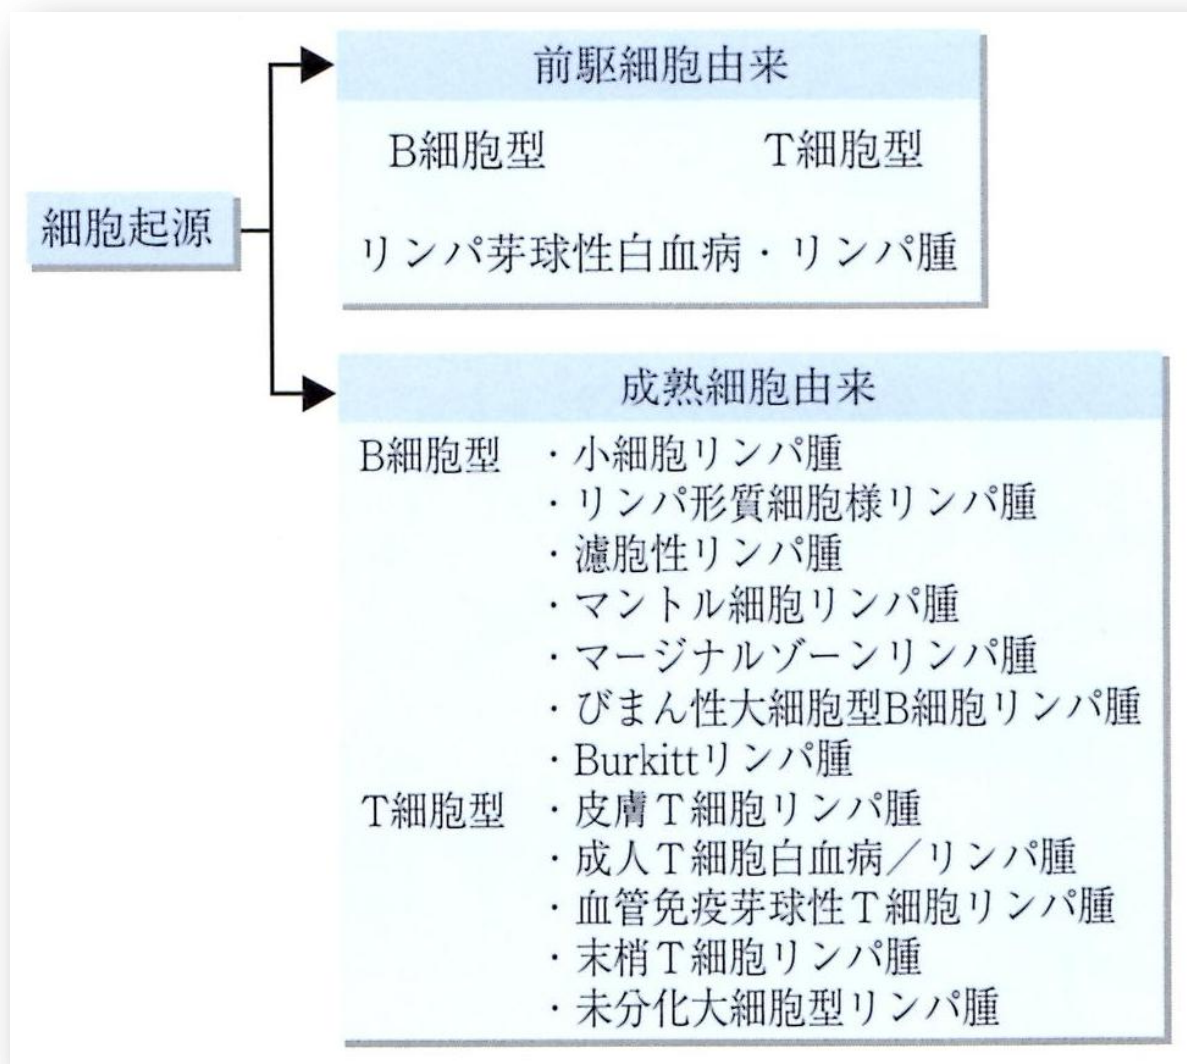 前駆細胞由来
B細胞型 T細胞型
細胞起源
リンパ芽球性白血病・リンパ腫
成熟細胞由来
B細胞型 ・小細胞リンパ腫
・リンパ形質細胞様リンパ腫
・濾胞性リンパ腫
・マントル細胞リンパ腫
・マージナルゾーンリンパ腫
・びまん性大細胞型B細胞リンパ腫
・Burkittリンパ腫
T細胞型 ・皮膚T細胞リンパ腫
・成人T細胞白血病／リンパ腫
・血管免疫芽球性T細胞リンパ腫
・末梢T細胞リンパ腫
・未分化大細胞型リンパ腫